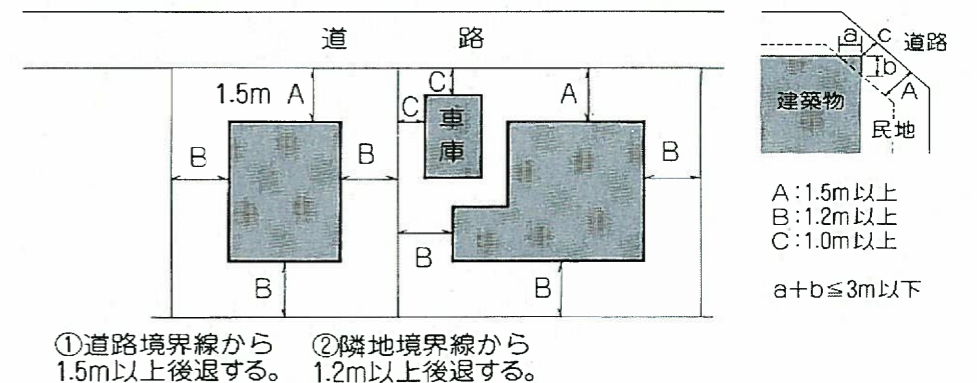 道 路
1.5m A
C
C
A
B
B
車庫
B
B
B
B
a
c
道路
b
A
建築物
民地
A:1.5m以上
B:1.2m以上
C:1.0m以上
a+b≦3m以下
①道路境界線から
1.5m以上後退する。
②隣地境界線から
1.2m以上後退する。